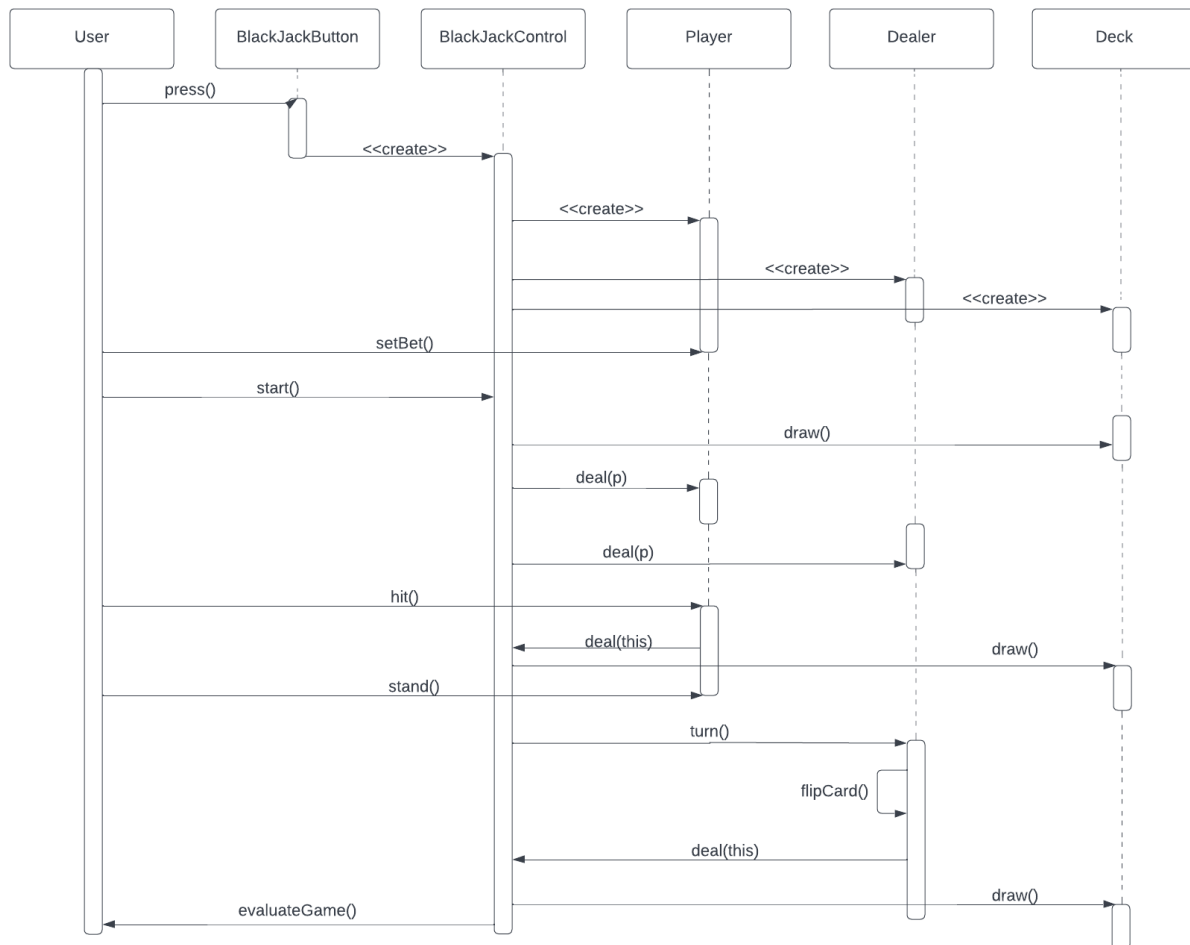 User
BlackJackButton
BlackJackControl
Player
Dealer
Deck
press()
<<create>>
<<create>>
<<create>>
<<create>>
setBet()
start()
draw()
deal(p)
deal(p)
hit()
deal(this)
draw()
stand()
turn()
flipCard()
deal(this)
draw()
evaluateGame()